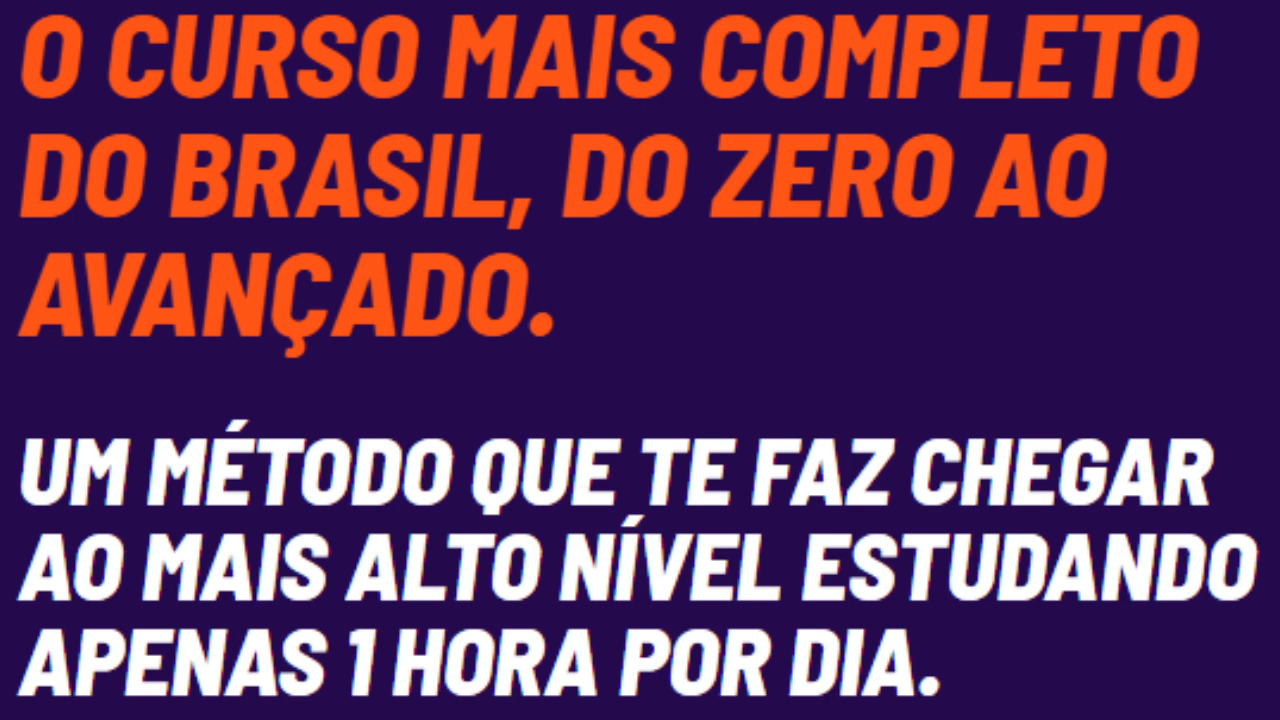 O CURSO MAIS COMPLETO
DO BRASIL, DO ZERO AO
AVANÇADO.
UM MÉTODO QUE TE FAZ CHEGAR
AO MAIS ALTO NÍVEL ESTUDANDO
APENAS 1 HORA POR DIA.